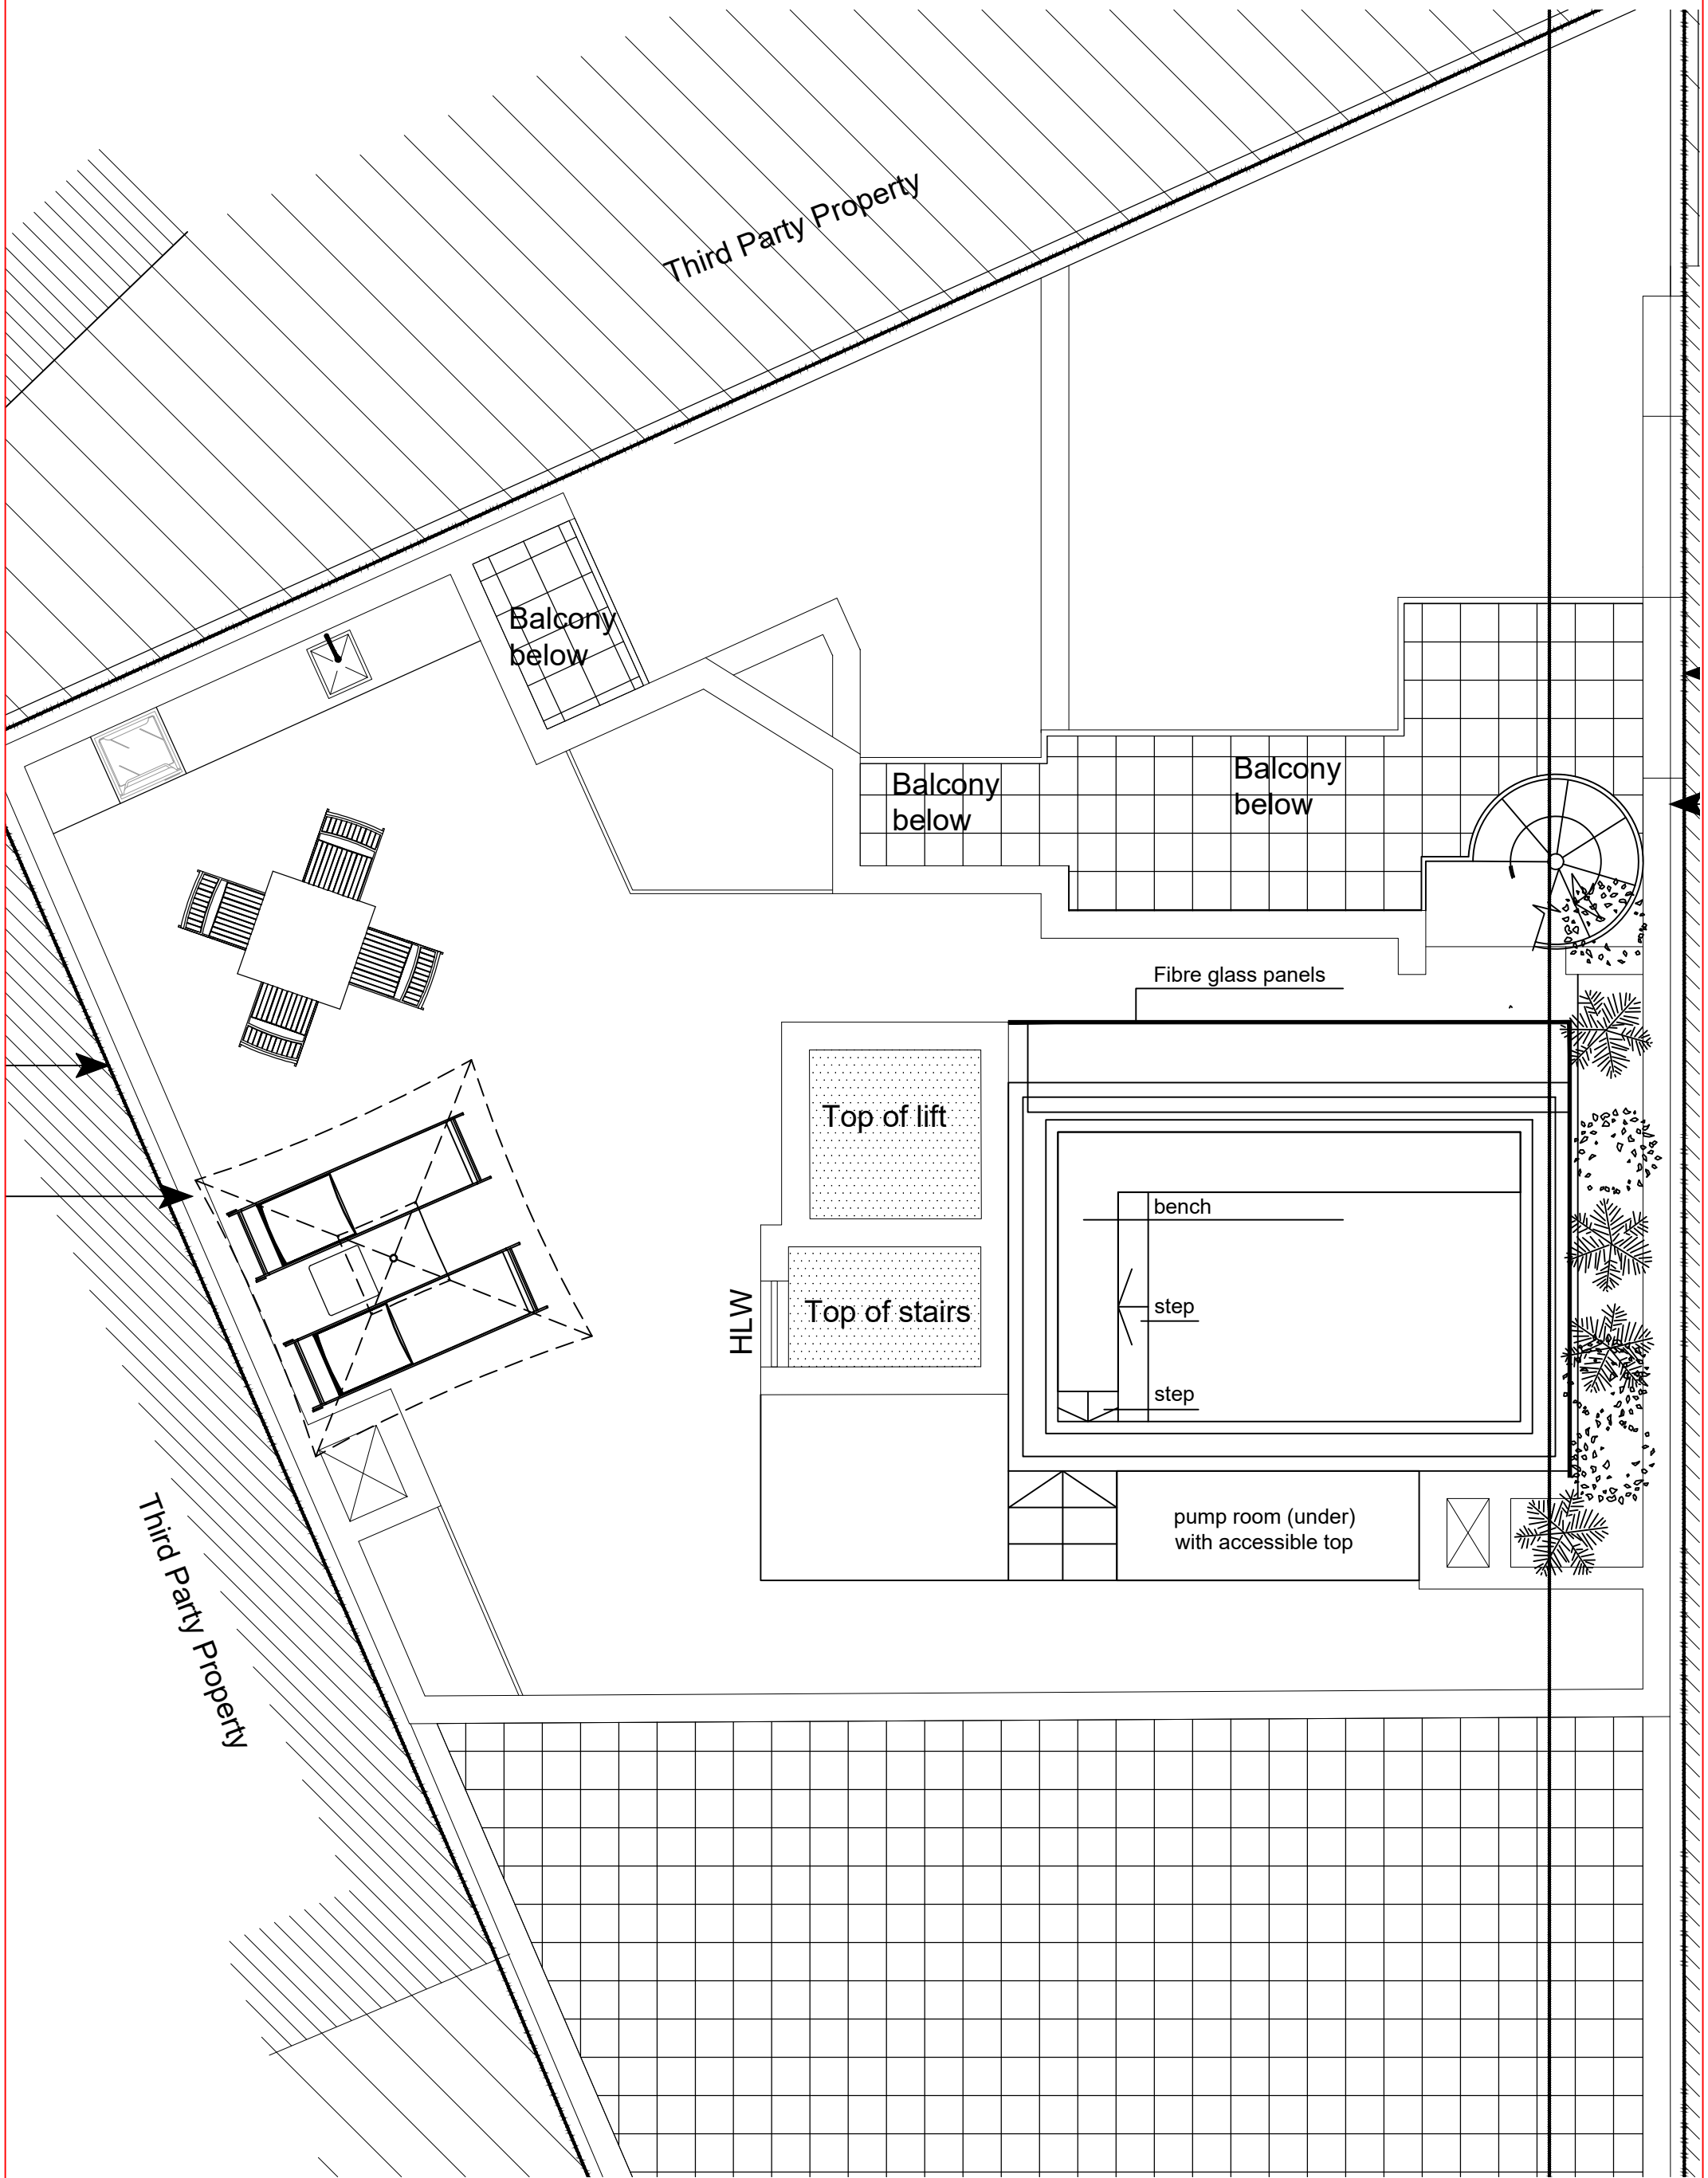 Third Party Property
Balcony
below
Balcony
below
Balcony
below
Fibre glass panels
Top of lift
bench
HLW
Top of stairs
step
step
pump room (under)
with accessible top
Third Party Property